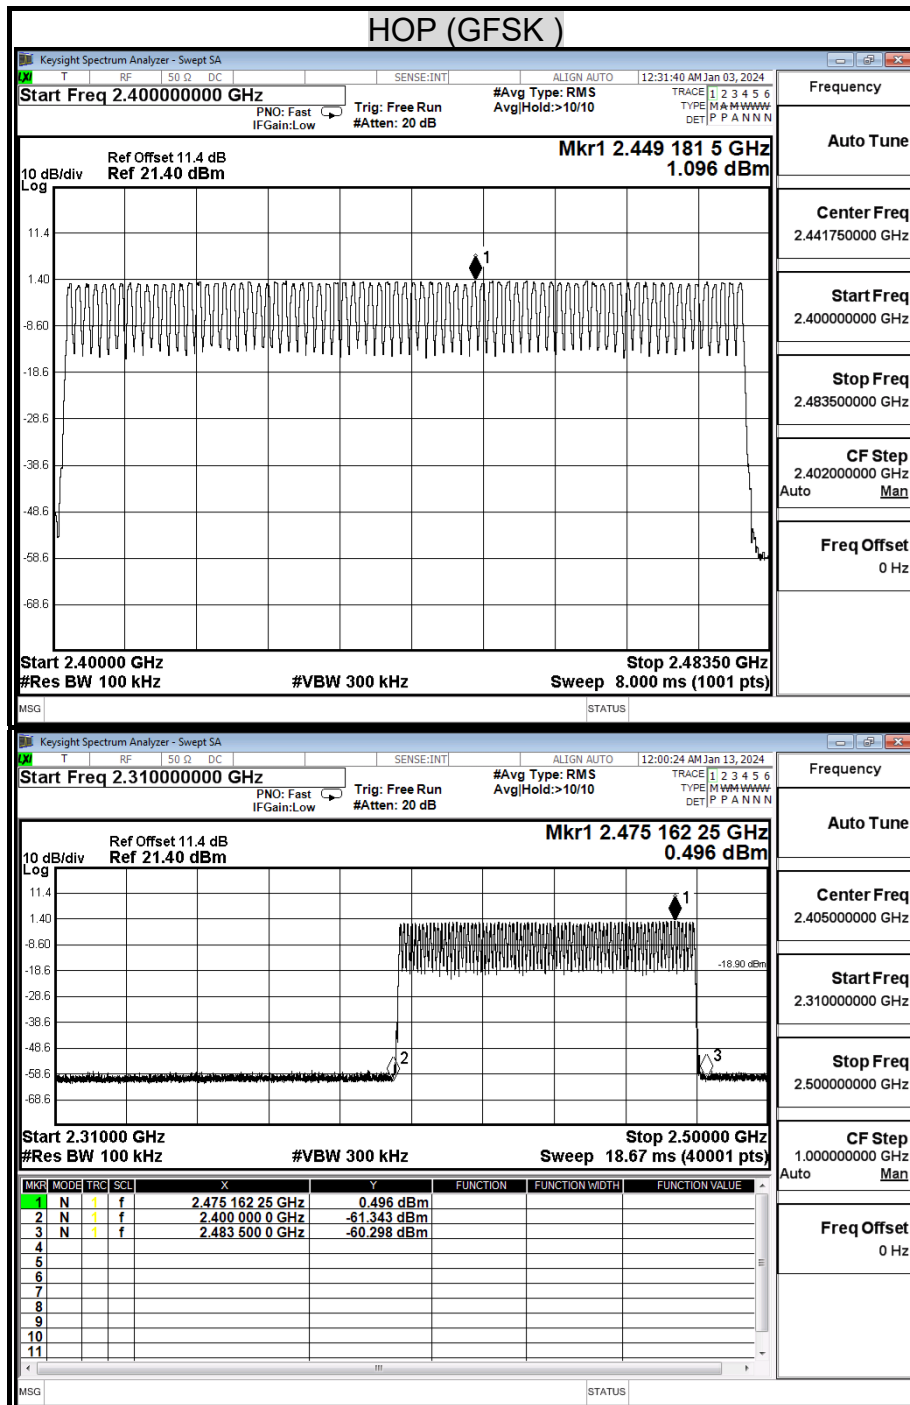 HOP (GFSK )
Keysight Spectrum Analyzer - Swept SA
LXI T RF 50 Ω DC SENSE:INT ALIGN AUTO 12:31:40 AM Jan 03, 2024
Start Freq 2.400000000 GHz
PNO: Fast
IFGain:Low
Trig: Free Run
#Atten: 20 dB
#Avg Type: RMS
Avg|Hold:>10/10
TRACE 1 2 3 4 5 6
TYPE M A M W W W W
DET P P A N N N
Frequency
Auto Tune
Center Freq
2.441750000 GHz
Start Freq
2.400000000 GHz
Stop Freq
2.483500000 GHz
CF Step
2.402000000 GHz
Auto Man
Freq Offset
0 Hz
Mkr1 2.449 181 5 GHz
1.096 dBm
Ref Offset 11.4 dB
10 dB/div Ref 21.40 dBm
Log
11.4
1
1.40
-8.60
-18.6
-28.6
-38.6
-48.6
-58.6
-68.6
Start 2.40000 GHz Stop 2.48350 GHz
#Res BW 100 kHz #VBW 300 kHz Sweep 8.000 ms (1001 pts)
MSG STATUS
Keysight Spectrum Analyzer - Swept SA
LXI T RF 50 Ω DC SENSE:INT ALIGN AUTO 12:00:24 AM Jan 13, 2024
Start Freq 2.310000000 GHz
PNO: Fast
IFGain:Low
Trig: Free Run
#Atten: 20 dB
#Avg Type: RMS
Avg|Hold:>10/10
TRACE 1 2 3 4 5 6
TYPE M W M W W W W
DET P P A N N N
Frequency
Auto Tune
Center Freq
2.405000000 GHz
Start Freq
2.310000000 GHz
Stop Freq
2.500000000 GHz
CF Step
1.000000000 GHz
Auto Man
Freq Offset
0 Hz
Mkr1 2.475 162 25 GHz
0.496 dBm
Ref Offset 11.4 dB
10 dB/div Ref 21.40 dBm
Log
11.4
1
1.40
-8.60
-18.6
-18.90 dBm
-28.6
-38.6
-48.6
2
3
-58.6
-68.6
Start 2.31000 GHz Stop 2.50000 GHz
#Res BW 100 kHz #VBW 300 kHz Sweep 18.67 ms (40001 pts)
MKR MODE TRC SCL X Y FUNCTION FUNCTION WIDTH FUNCTION VALUE
1 N 1 f 2.475 162 25 GHz 0.496 dBm
2 N 1 f 2.400 000 0 GHz -61.343 dBm
3 N 1 f 2.483 500 0 GHz -60.298 dBm
4
5
6
7
8
9
10
11
MSG STATUS